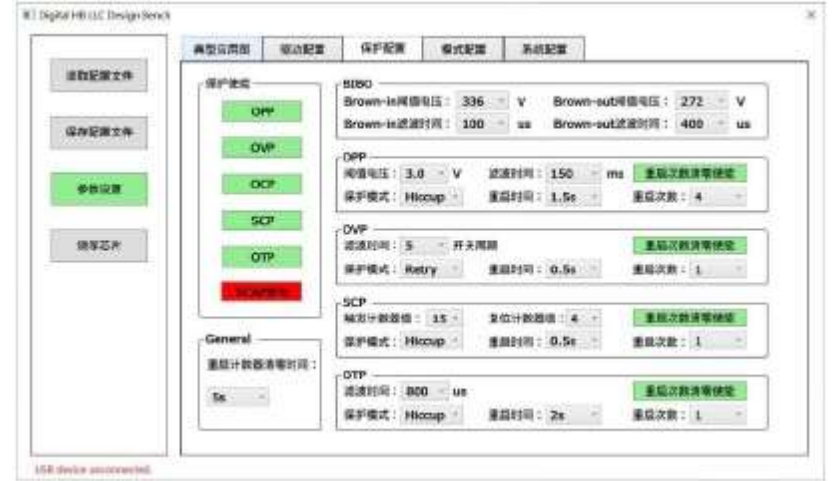 Digital HB LLC Design Bench
典型应用图 驱动配置 保护配置 模式配置 系统配置
读取配置文件
保存配置文件
参数设置
烧写芯片
保护使能
OPP
OVP
OCP
SCP
OTP
General
重启计数器清零时间：
5s
BIBO
Brown-in阈值电压： 336 V Brown-out阈值电压： 272 V
Brown-in滤波时间： 100 us Brown-out滤波时间： 400 us
OPP
阈值电压： 3.0 V 滤波时间： 150 ms 重启次数清零使能
保护模式： Hiccup 重启时间： 1.5s 重启次数： 4
OVP
滤波时间： 5 开关周期 重启次数清零使能
保护模式： Retry 重启时间： 0.5s 重启次数： 1
SCP
触发计数器值： 15 复位计数器值： 4 重启次数清零使能
保护模式： Hiccup 重启时间： 0.5s 重启次数： 1
OTP
滤波时间： 800 us 重启次数清零使能
保护模式： Hiccup 重启时间： 2s 重启次数： 1
USB device unconnected.